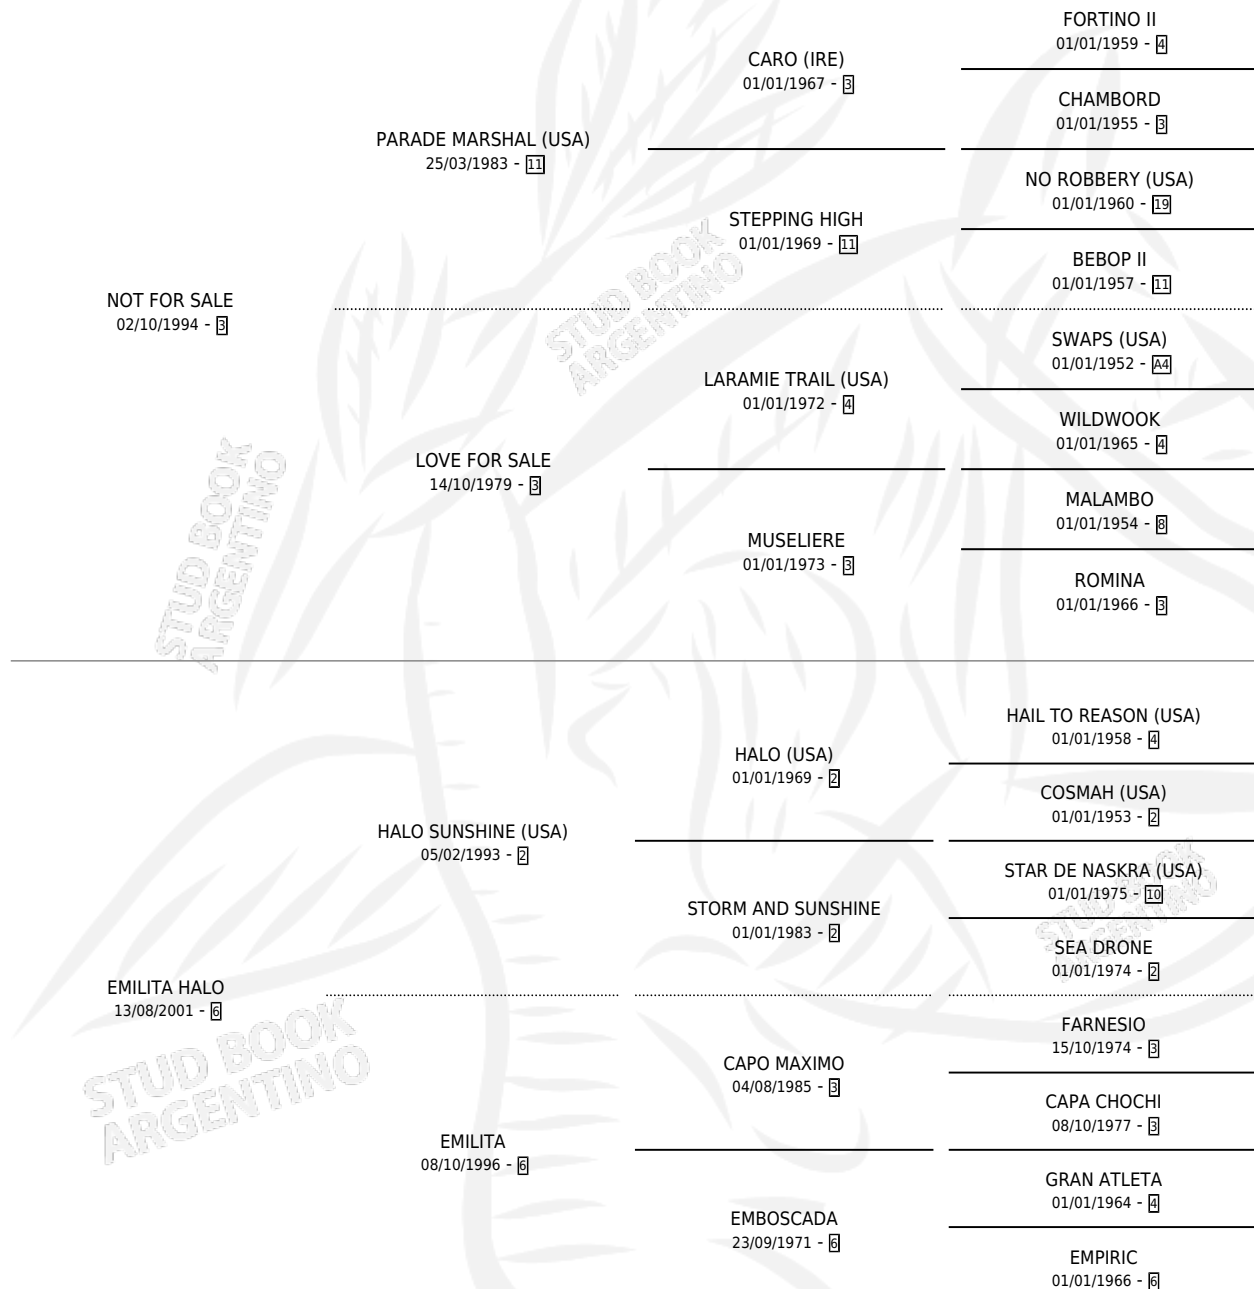 FORTINO II
01/01/1959 - 4
CARO (IRE)
01/01/1967 - 3
CHAMBORD
01/01/1955 - 3
PARADE MARSHAL (USA)
25/03/1983 - 11
NO ROBBERY (USA)
01/01/1960 - 19
STEPPING HIGH
01/01/1969 - 11
BEBOP II
01/01/1957 - 11
NOT FOR SALE
02/10/1994 - 3
STUD BOOK
ARGENTINO
SWAPS (USA)
01/01/1952 - A4
LARAMIE TRAIL (USA)
01/01/1972 - 4
WILDWOOK
01/01/1965 - 4
LOVE FOR SALE
14/10/1979 - 3
MALAMBO
01/01/1954 - 8
MUSELIERE
01/01/1973 - 3
ROMINA
01/01/1966 - 3
STUD BOOK
ARGENTINO
HAIL TO REASON (USA)
01/01/1958 - 4
HALO (USA)
01/01/1969 - 2
COSMAH (USA)
01/01/1953 - 2
HALO SUNSHINE (USA)
05/02/1993 - 2
STAR DE NASKRA (USA)
01/01/1975 - 10
STORM AND SUNSHINE
01/01/1983 - 2
STUD BOOK
ARGENTINO
SEA DRONE
01/01/1974 - 2
EMILITA HALO
13/08/2001 - 6
FARNESIO
15/10/1974 - 3
CAPO MAXIMO
04/08/1985 - 3
CAPA CHOCHI
08/10/1977 - 3
STUD BOOK
ARGENTINO
EMILITA
08/10/1996 - 6
GRAN ATLETA
01/01/1964 - 4
EMBOSCADA
23/09/1971 - 6
EMPIRIC
01/01/1966 - 6